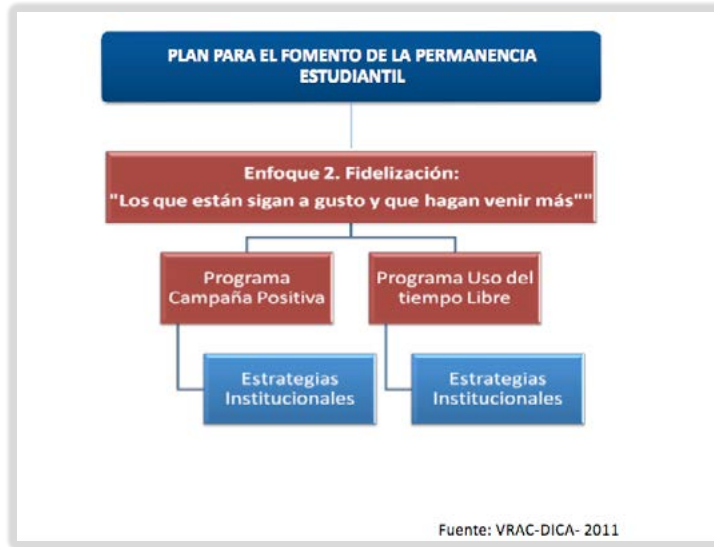 PLAN PARA EL FOMENTO DE LA PERMANENCIA
ESTUDIANTIL
Enfoque 2. Fidelización:
"Los que están sigan a gusto y que hagan venir más""
Programa
Campaña Positiva
Programa Uso del
tiempo Libre
Estrategias
Institucionales
Estrategias
Institucionales
Fuente: VRAC-DICA- 2011